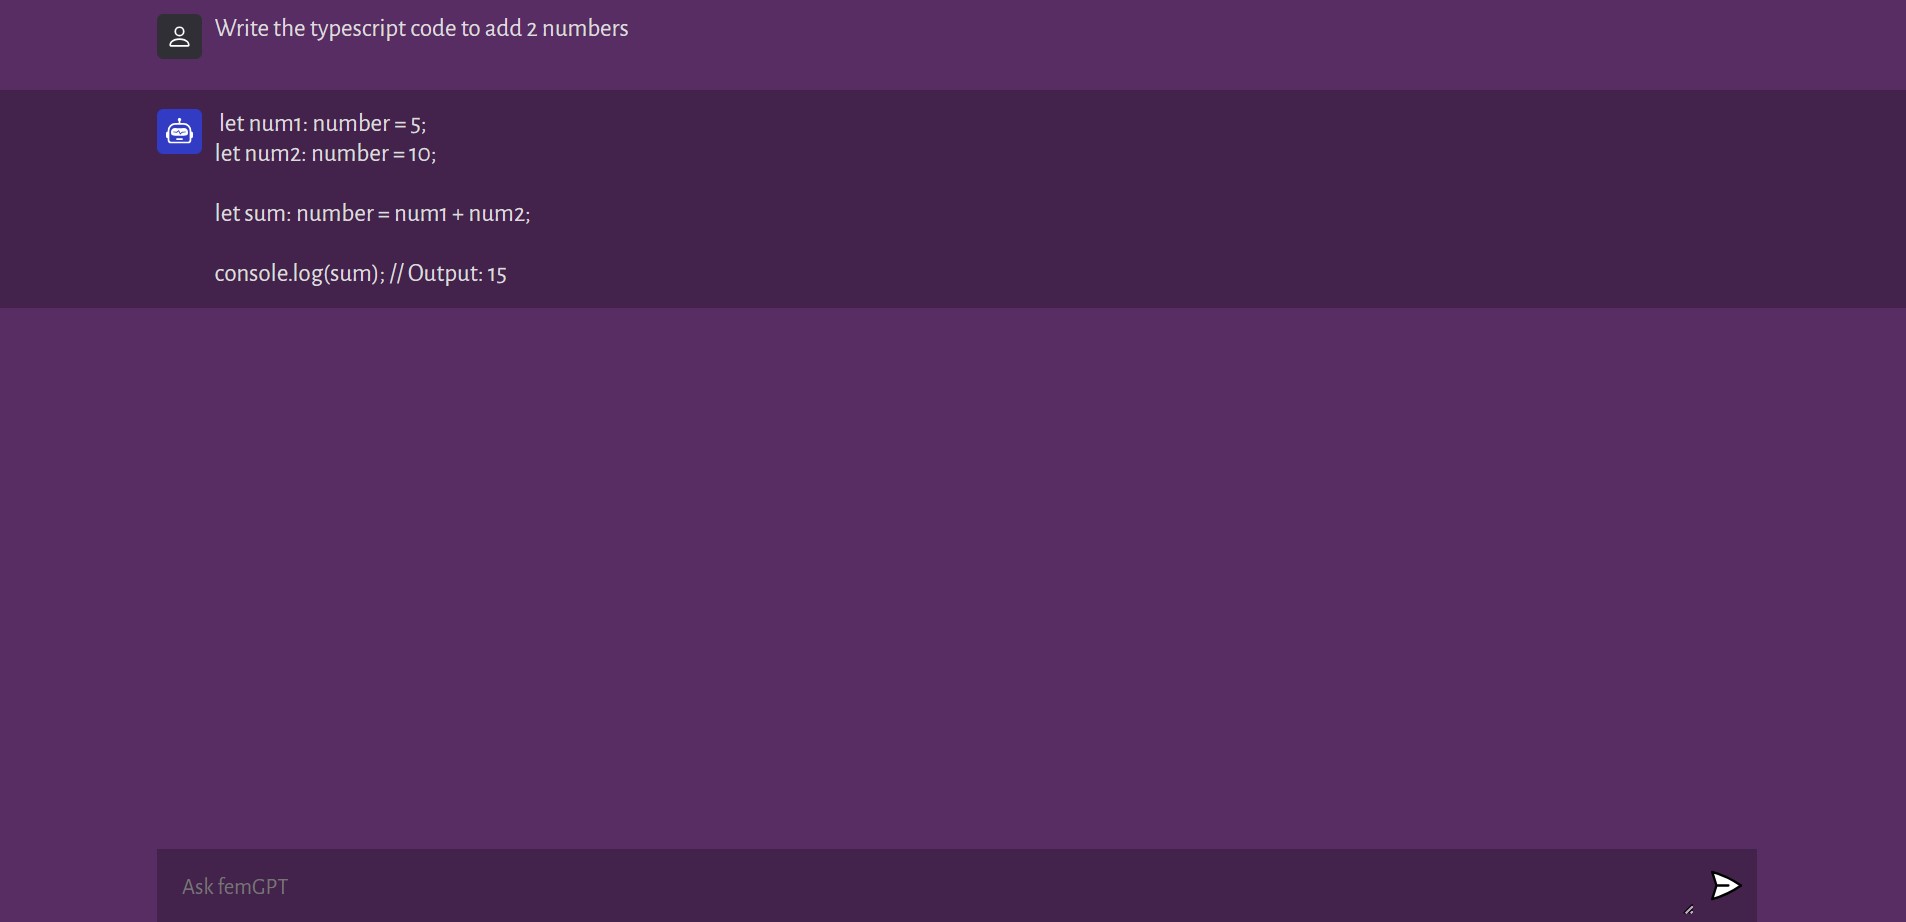 Write the typescript code to add 2 numbers
let num1: number = 5;
let num2: number = 10;
let sum: number = num1 + num2;
console.log(sum); // Output: 15
Ask femGPT